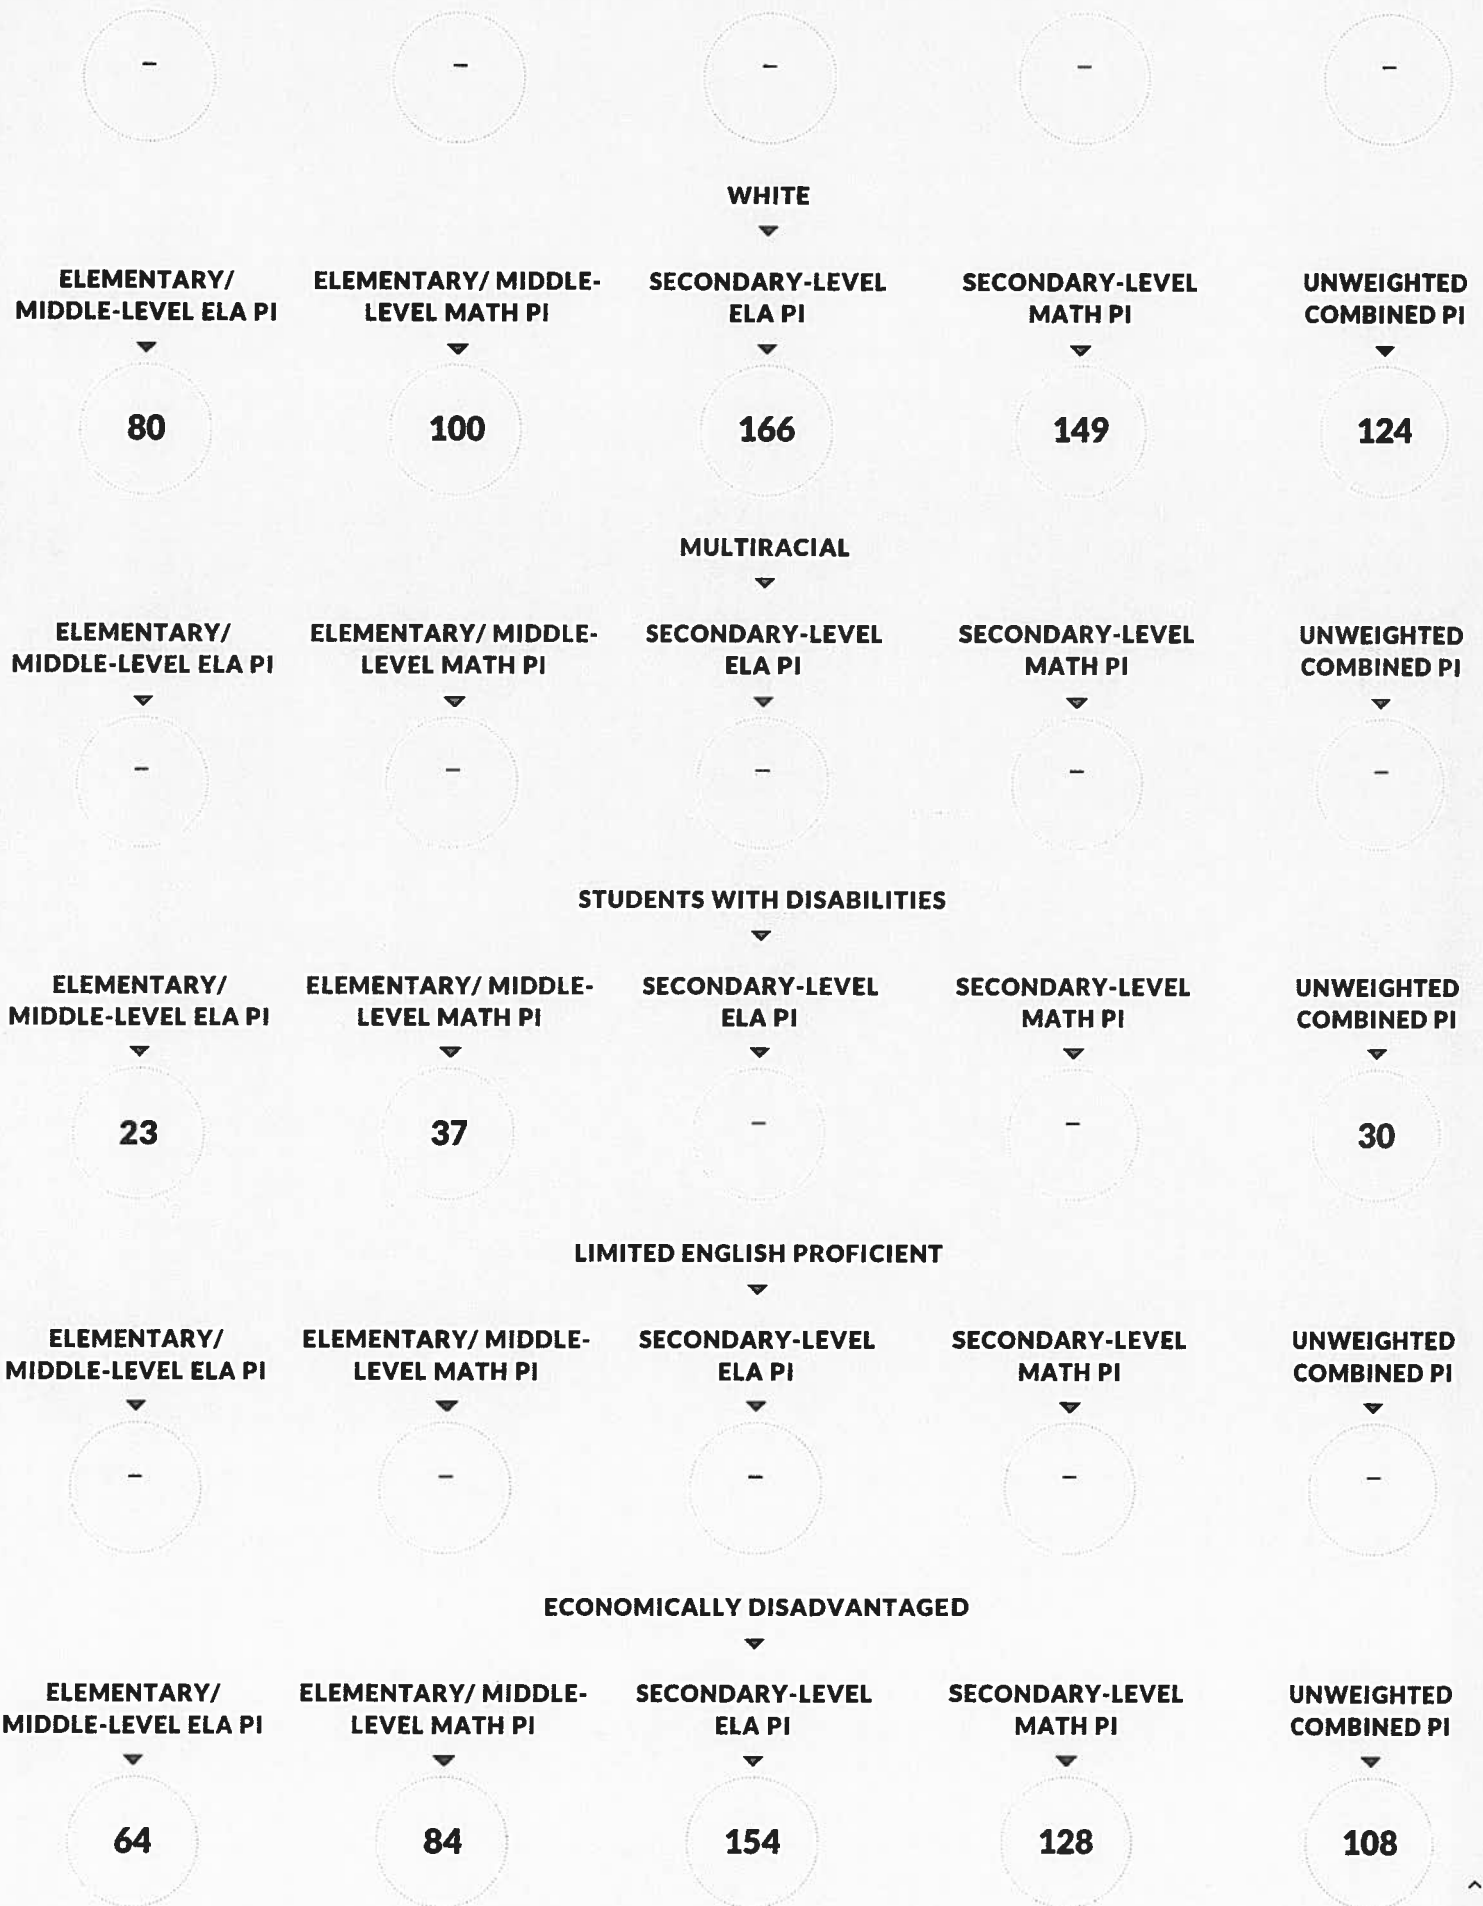 – – – – –
WHITE
ELEMENTARY/ ELEMENTARY/ MIDDLE- SECONDARY-LEVEL SECONDARY-LEVEL UNWEIGHTED
MIDDLE-LEVEL ELA PI LEVEL MATH PI ELA PI MATH PI COMBINED PI
80 100 166 149 124
MULTIRACIAL
ELEMENTARY/ ELEMENTARY/ MIDDLE- SECONDARY-LEVEL SECONDARY-LEVEL UNWEIGHTED
MIDDLE-LEVEL ELA PI LEVEL MATH PI ELA PI MATH PI COMBINED PI
– – – – –
STUDENTS WITH DISABILITIES
ELEMENTARY/ ELEMENTARY/ MIDDLE- SECONDARY-LEVEL SECONDARY-LEVEL UNWEIGHTED
MIDDLE-LEVEL ELA PI LEVEL MATH PI ELA PI MATH PI COMBINED PI
23 37 – – 30
LIMITED ENGLISH PROFICIENT
ELEMENTARY/ ELEMENTARY/ MIDDLE- SECONDARY-LEVEL SECONDARY-LEVEL UNWEIGHTED
MIDDLE-LEVEL ELA PI LEVEL MATH PI ELA PI MATH PI COMBINED PI
– – – – –
ECONOMICALLY DISADVANTAGED
ELEMENTARY/ ELEMENTARY/ MIDDLE- SECONDARY-LEVEL SECONDARY-LEVEL UNWEIGHTED
MIDDLE-LEVEL ELA PI LEVEL MATH PI ELA PI MATH PI COMBINED PI
64 84 154 128 108